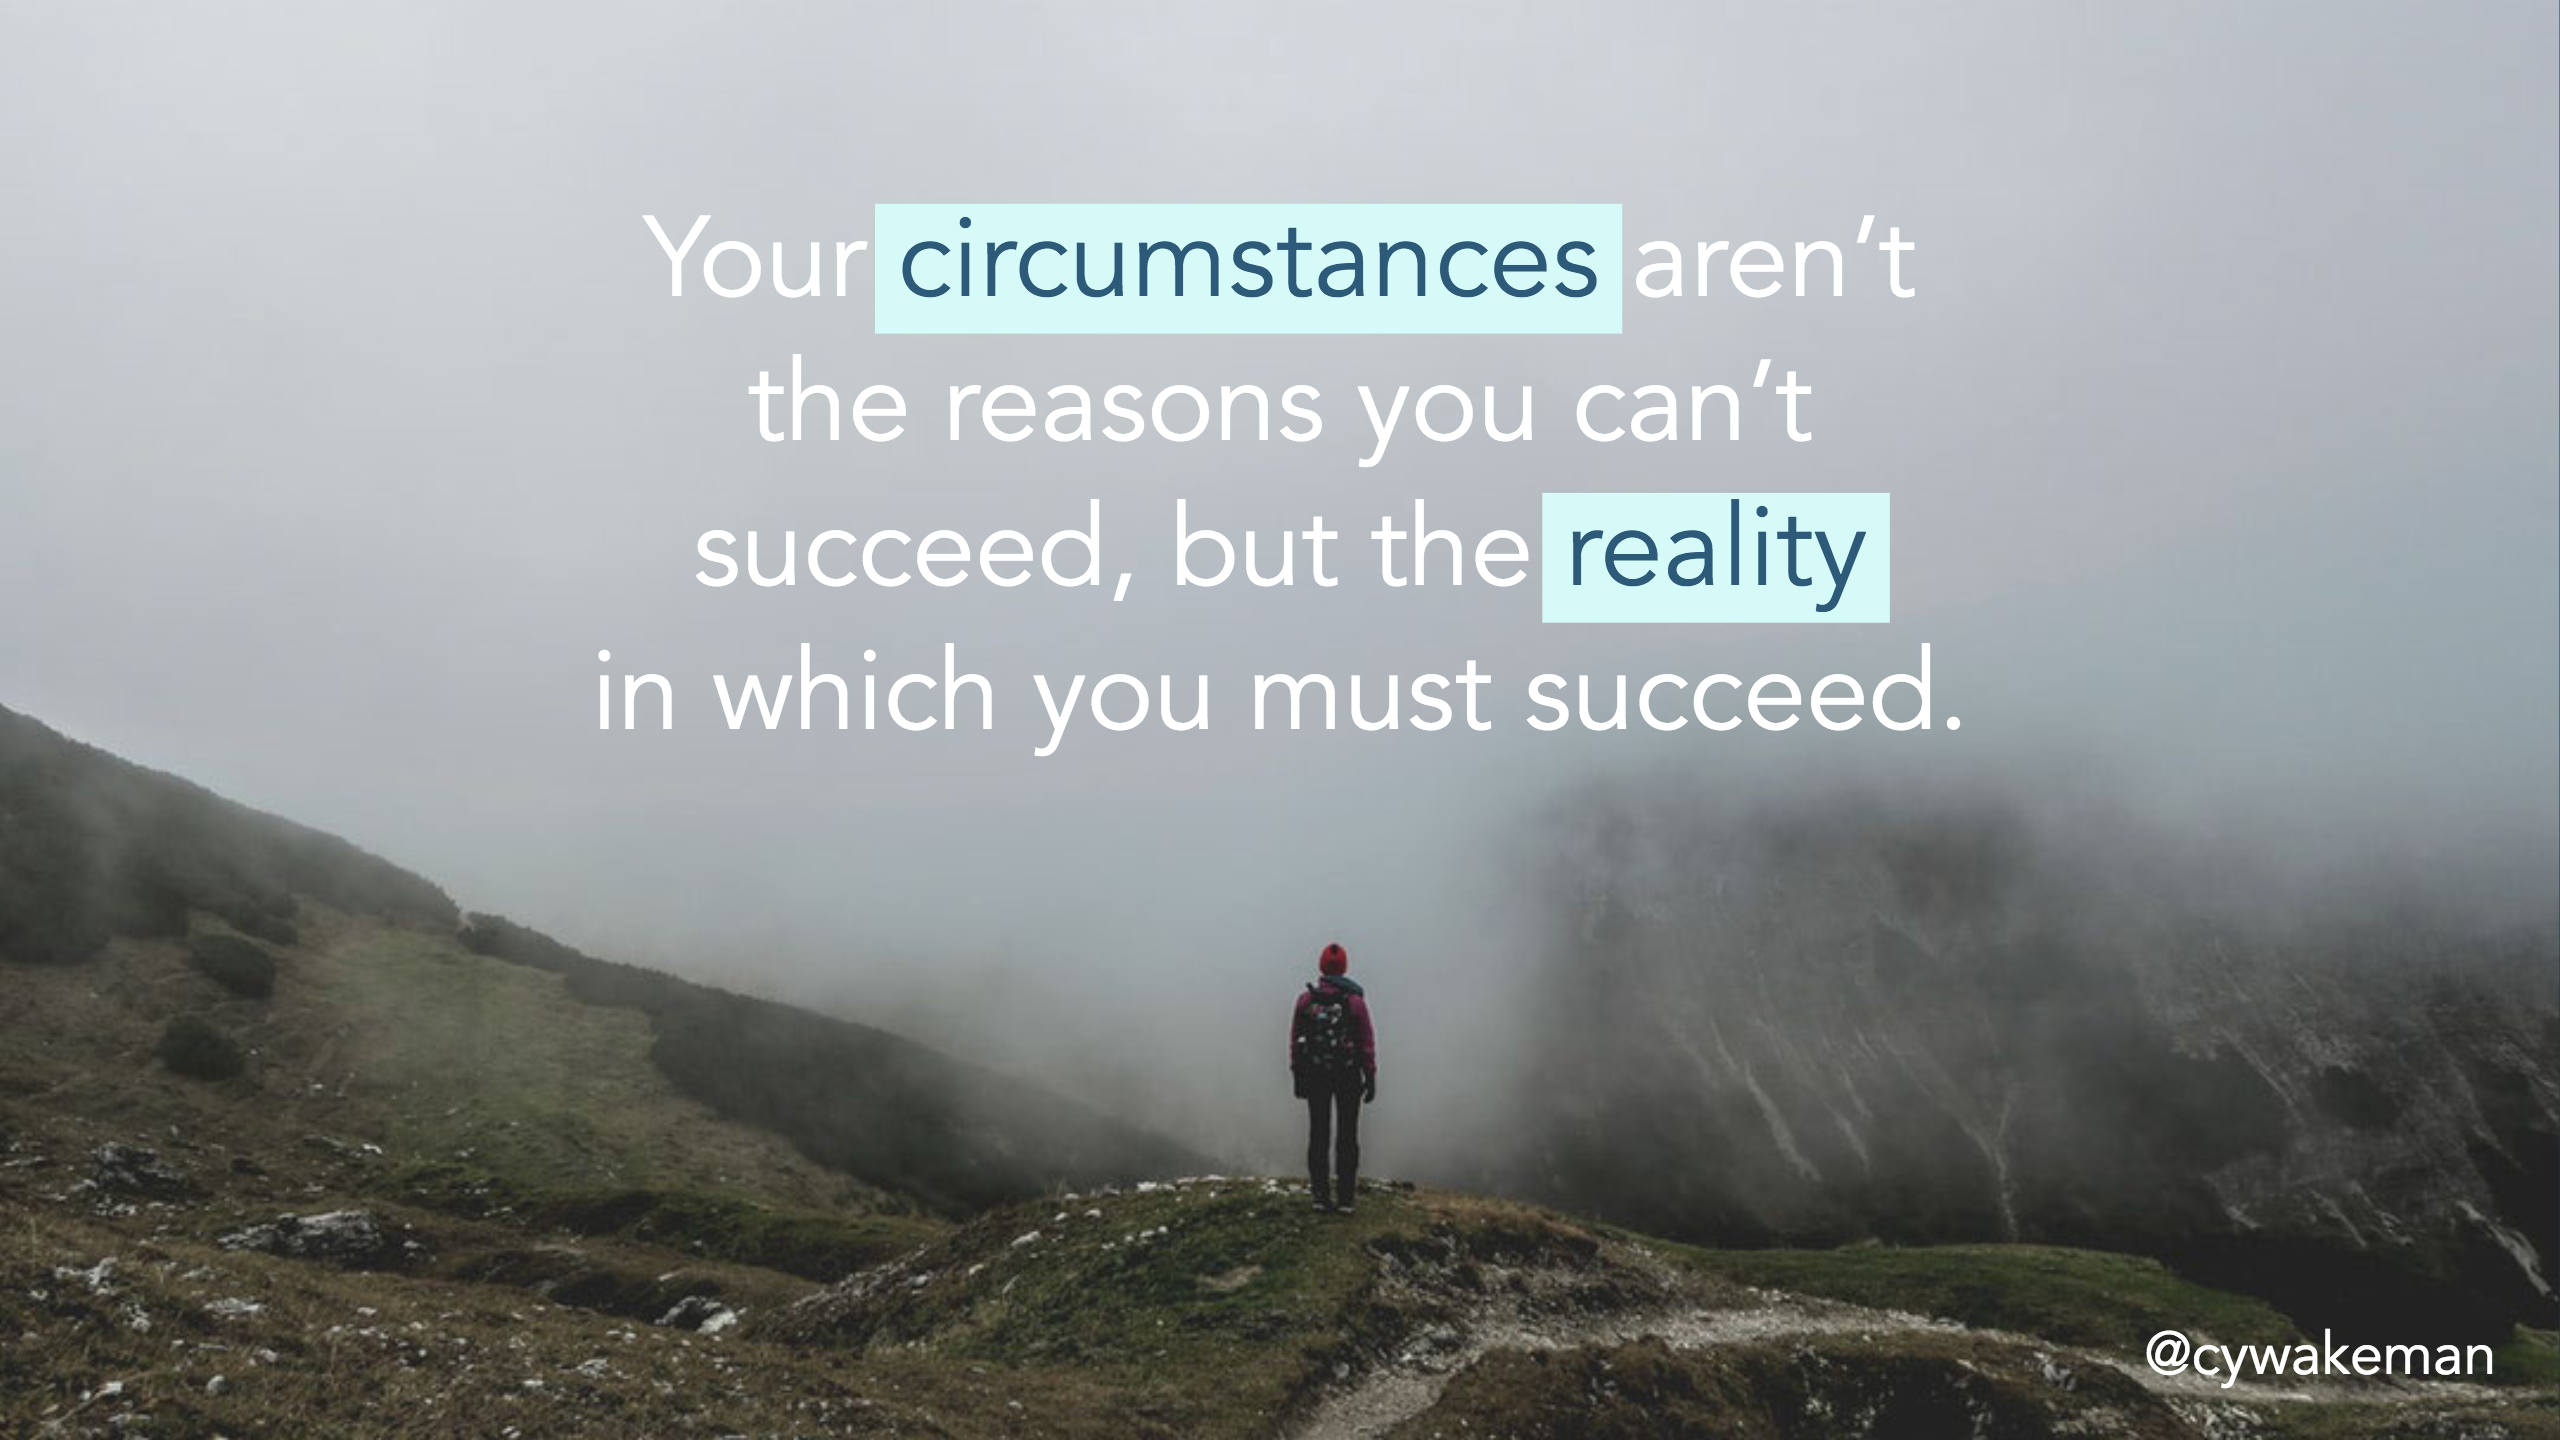 Your circumstances aren’t
the reasons you can’t
succeed, but the reality
in which you must succeed.
@cywakeman